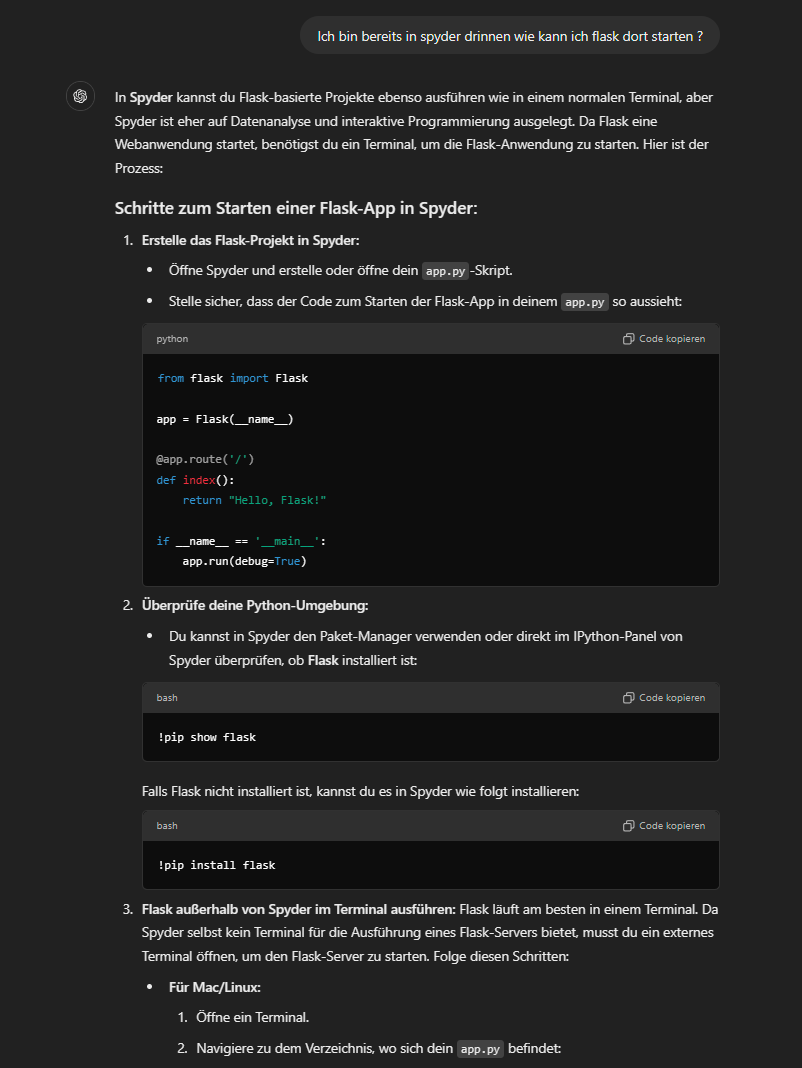 Ich bin bereits in spyder drinnen wie kann ich flask dort starten ?
In Spyder kannst du Flask-basierte Projekte ebenso ausführen wie in einem normalen Terminal, aber
Spyder ist eher auf Datenanalyse und interaktive Programmierung ausgelegt. Da Flask eine
Webanwendung startet, benötigst du ein Terminal, um die Flask-Anwendung zu starten. Hier ist der
Prozess:
Schritte zum Starten einer Flask-App in Spyder:
1. Erstelle das Flask-Projekt in Spyder:
• Öffne Spyder und erstelle oder öffne dein app.py-Skript.
• Stelle sicher, dass der Code zum Starten der Flask-App in deinem app.py so aussieht:
python Code kopieren
from flask import Flask
app = Flask(__name__)
@app.route('/')
def index():
    return "Hello, Flask!"
if __name__ == '__main__':
    app.run(debug=True)
2. Überprüfe deine Python-Umgebung:
• Du kannst in Spyder den Paket-Manager verwenden oder direkt im IPython-Panel von
Spyder überprüfen, ob Flask installiert ist:
bash Code kopieren
!pip show flask
Falls Flask nicht installiert ist, kannst du es in Spyder wie folgt installieren:
bash Code kopieren
!pip install flask
3. Flask außerhalb von Spyder im Terminal ausführen: Flask läuft am besten in einem Terminal. Da
Spyder selbst kein Terminal für die Ausführung eines Flask-Servers bietet, musst du ein externes
Terminal öffnen, um den Flask-Server zu starten. Folge diesen Schritten:
• Für Mac/Linux:
1. Öffne ein Terminal.
2. Navigiere zu dem Verzeichnis, wo sich dein app.py befindet: